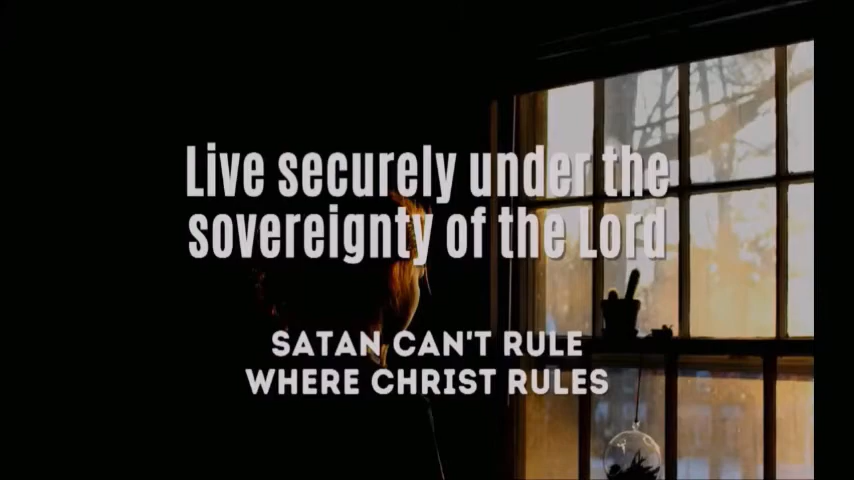 Live securely under the
sovereignty of the Lord
SATAN CAN'T RULE
WHERE CHRIST RULES